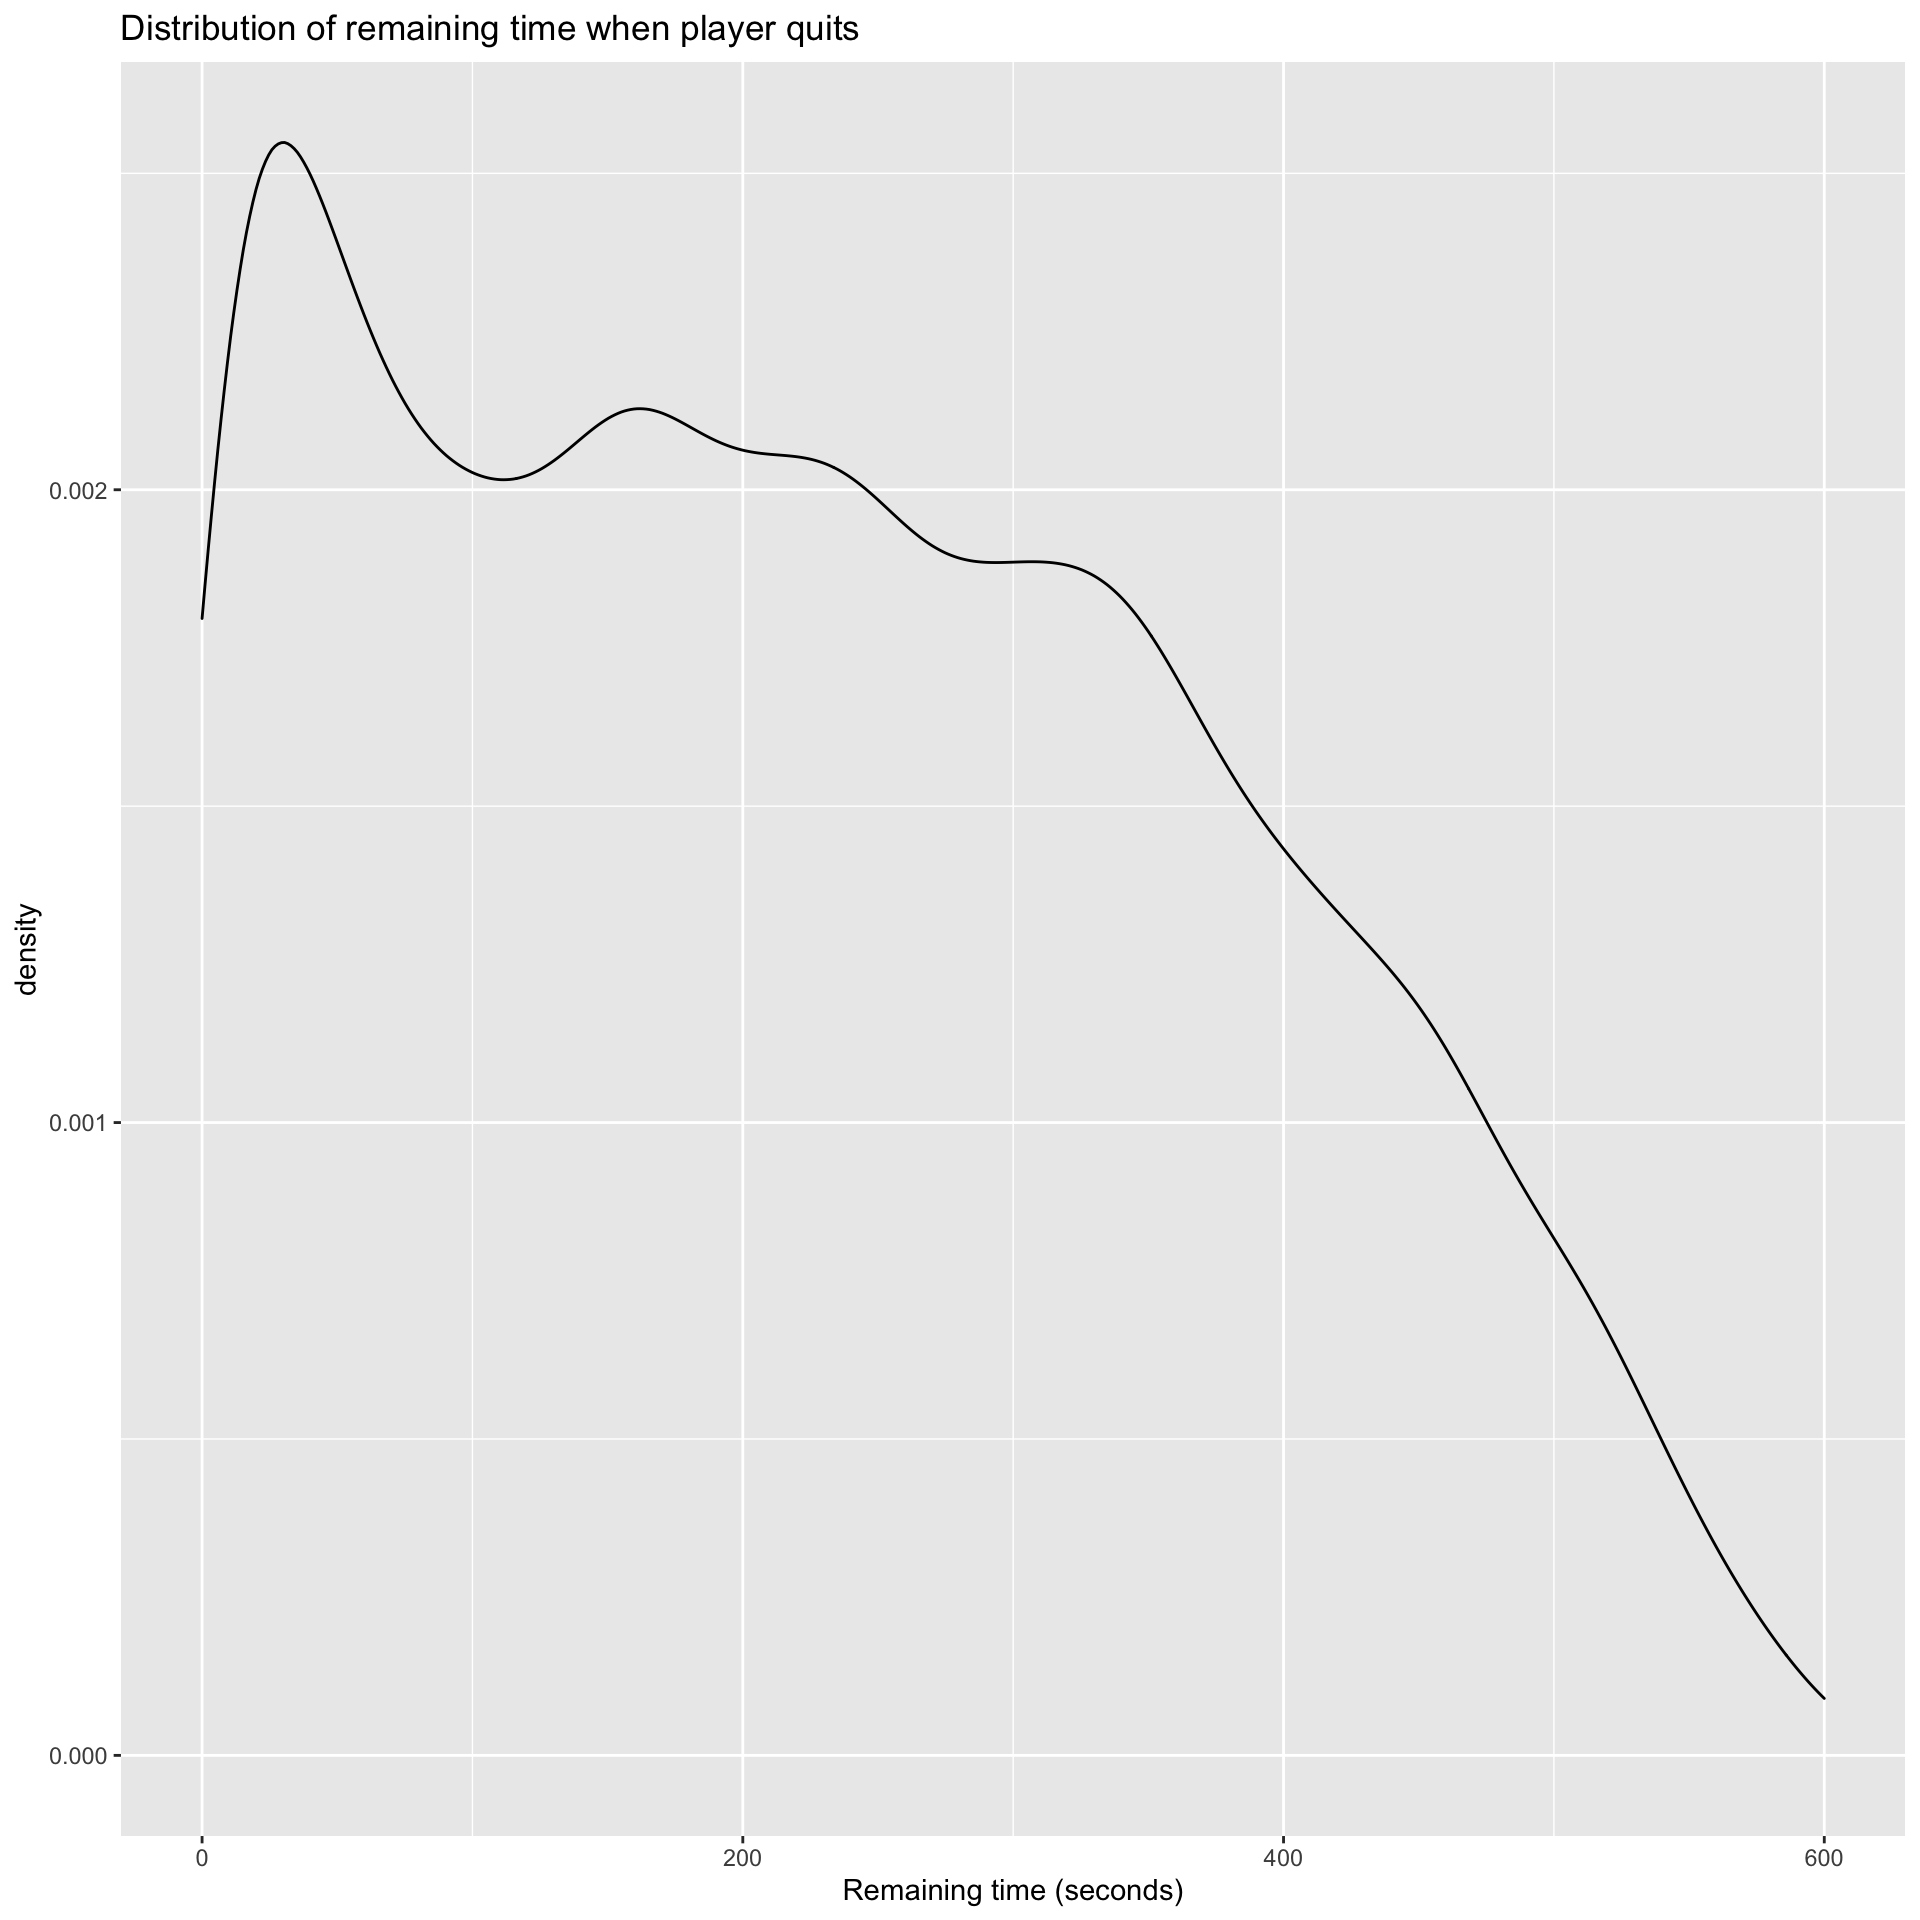 Distribution of remaining time when player quits
density
0.002
0.001
0.000
0 200 400 600
Remaining time (seconds)